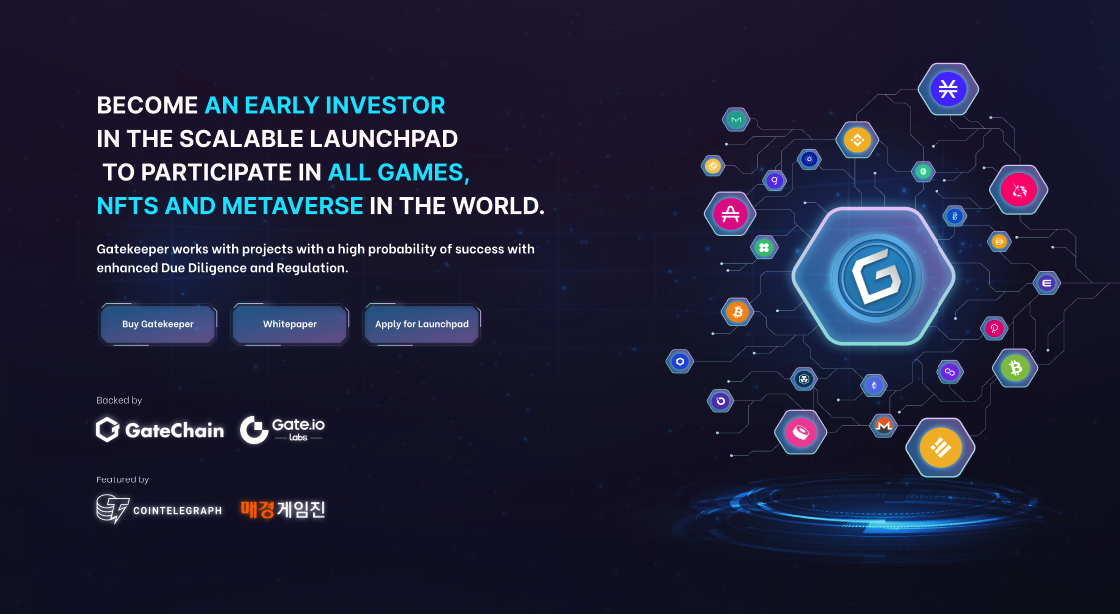 BECOME AN EARLY INVESTOR
IN THE SCALABLE LAUNCHPAD
TO PARTICIPATE IN ALL GAMES,
NFTS AND METAVERSE IN THE WORLD.
Gatekeeper works with projects with a high probability of success with
enhanced Due Diligence and Regulation.
Buy Gatekeeper
Whitepaper
Apply for Launchpad
Backed by
GateChain
Gate.io
Labs
Featured by
COINTELEGRAPH
매경게임진